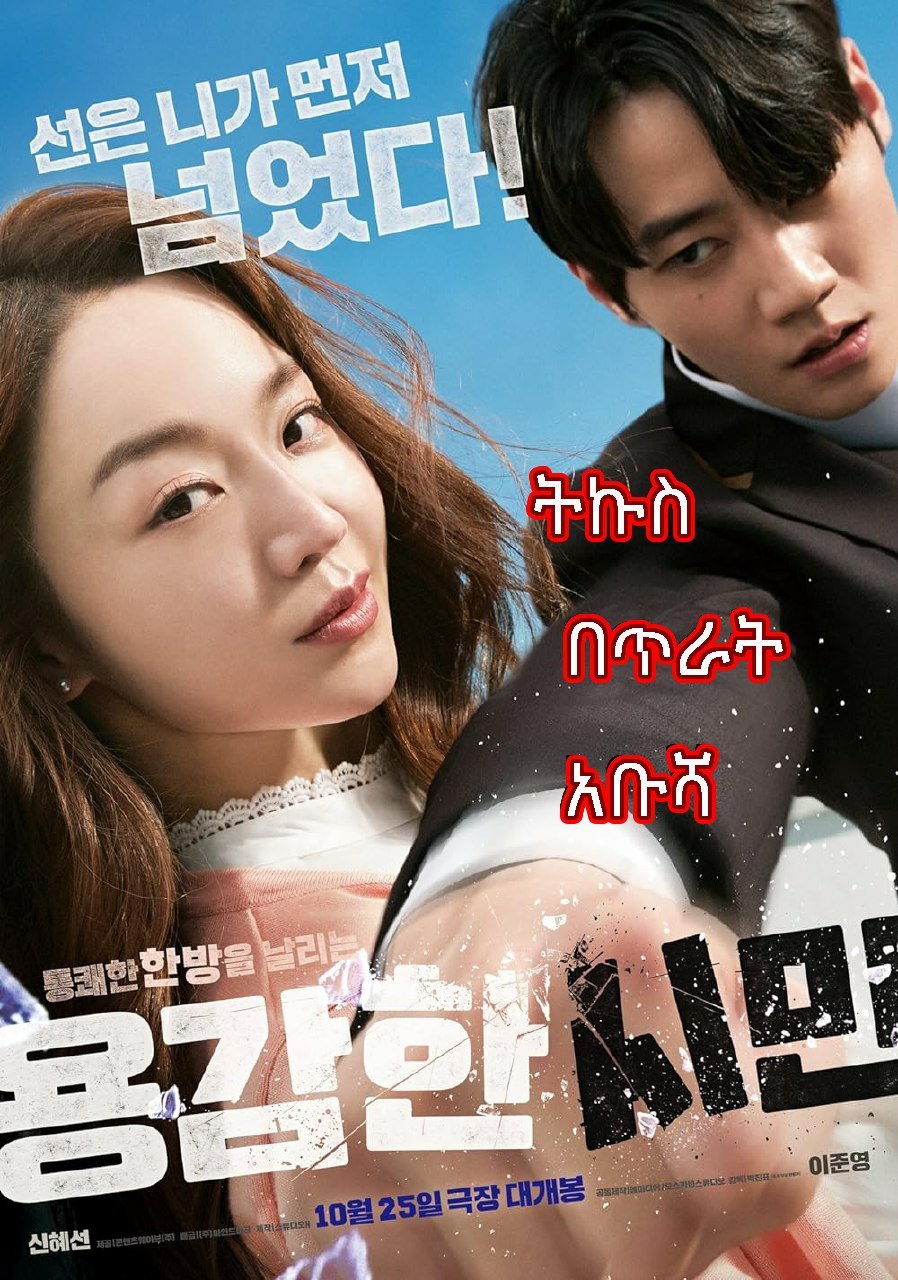 선은 니가 먼저
넘었다!
ትኩስ
በጥራት
አቡሻ
통쾌한 한방을 날리는
용감한 시민
이준영
10월 25일 극장 대개봉
신혜선